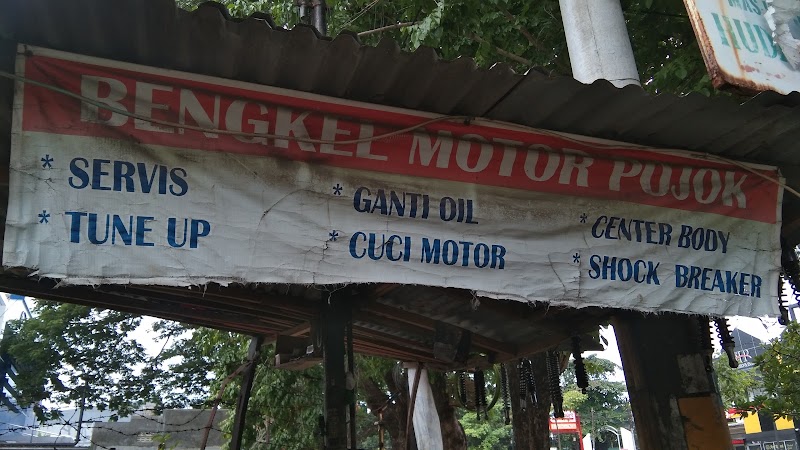 BENGKEL MOTOR POJOK
* SERVIS
* TUNE UP
* GANTI OIL
* CUCI MOTOR
* CENTER BODY
* SHOCK BREAKER